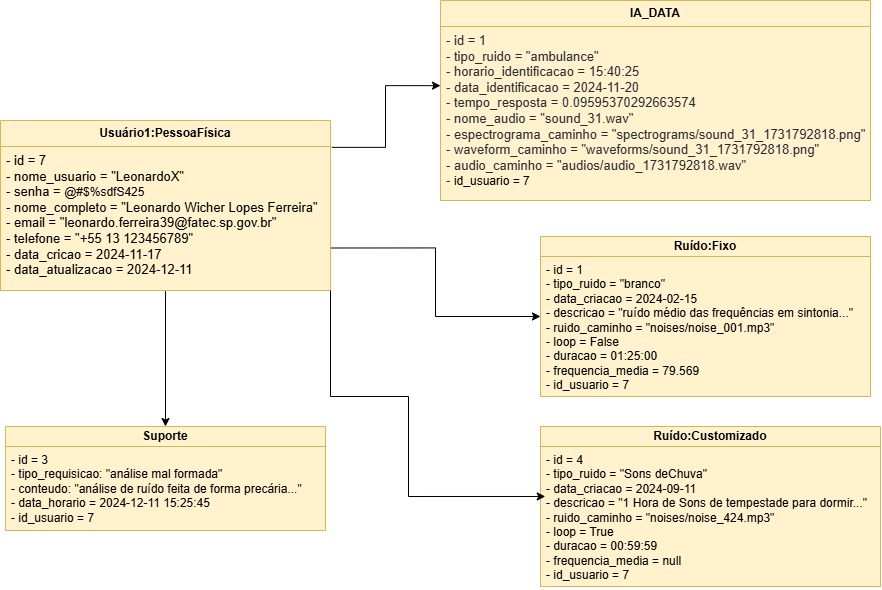 IA_DATA
- id = 1
- tipo_ruido = "ambulance"
- horario_identificacao = 15:40:25
- data_identificacao = 2024-11-20
- tempo_resposta = 0.09595370292663574
- nome_audio = "sound_31.wav"
- espectrograma_caminho = "spectrograms/sound_31_1731792818.png"
- waveform_caminho = "waveforms/sound_31_1731792818.png"
- audio_caminho = "audios/audio_1731792818.wav"
- id_usuario = 7
Usuário1:PessoaFísica
- id = 7
- nome_usuario = "LeonardoX"
- senha = @#$%sdfS425
- nome_completo = "Leonardo Wicher Lopes Ferreira"
- email = "leonardo.ferreira39@fatec.sp.gov.br"
- telefone = "+55 13 123456789"
- data_cricao = 2024-11-17
- data_atualizacao = 2024-12-11
Ruído:Fixo
- id = 1
- tipo_ruido = "branco"
- data_criacao = 2024-02-15
- descricao = "ruído médio das frequências em sintonia..."
- ruido_caminho = "noises/noise_001.mp3"
- loop = False
- duracao = 01:25:00
- frequencia_media = 79.569
- id_usuario = 7
Suporte
- id = 3
- tipo_requisicao: "análise mal formada"
- conteudo: "análise de ruído feita de forma precária..."
- data_horario = 2024-12-11 15:25:45
- id_usuario = 7
Ruído:Customizado
- id = 4
- tipo_ruido = "Sons deChuva"
- data_criacao = 2024-09-11
- descricao = "1 Hora de Sons de tempestade para dormir..."
- ruido_caminho = "noises/noise_424.mp3"
- loop = True
- duracao = 00:59:59
- frequencia_media = null
- id_usuario = 7